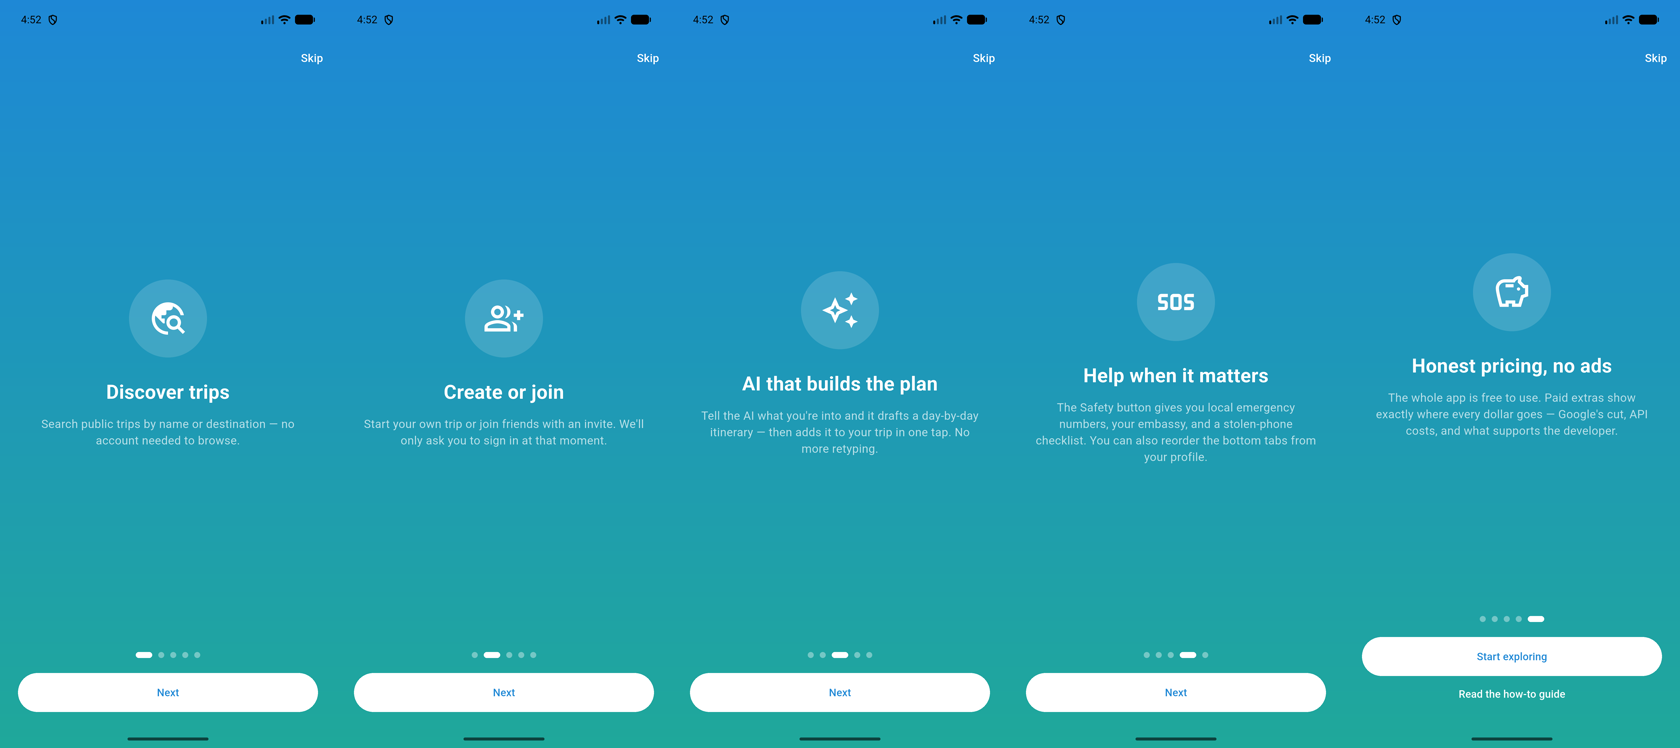 4:52
Skip
Discover trips
Search public trips by name or destination — no
account needed to browse.
Next
4:52
Skip
Create or join
Start your own trip or join friends with an invite. We'll
only ask you to sign in at that moment.
Next
4:52
Skip
AI that builds the plan
Tell the AI what you're into and it drafts a day-by-day
itinerary — then adds it to your trip in one tap. No
more retyping.
Next
4:52
Skip
SOS
Help when it matters
The Safety button gives you local emergency
numbers, your embassy, and a stolen-phone
checklist. You can also reorder the bottom tabs from
your profile.
Next
4:52
Skip
Honest pricing, no ads
The whole app is free to use. Paid extras show
exactly where every dollar goes — Google's cut, API
costs, and what supports the developer.
Start exploring
Read the how-to guide